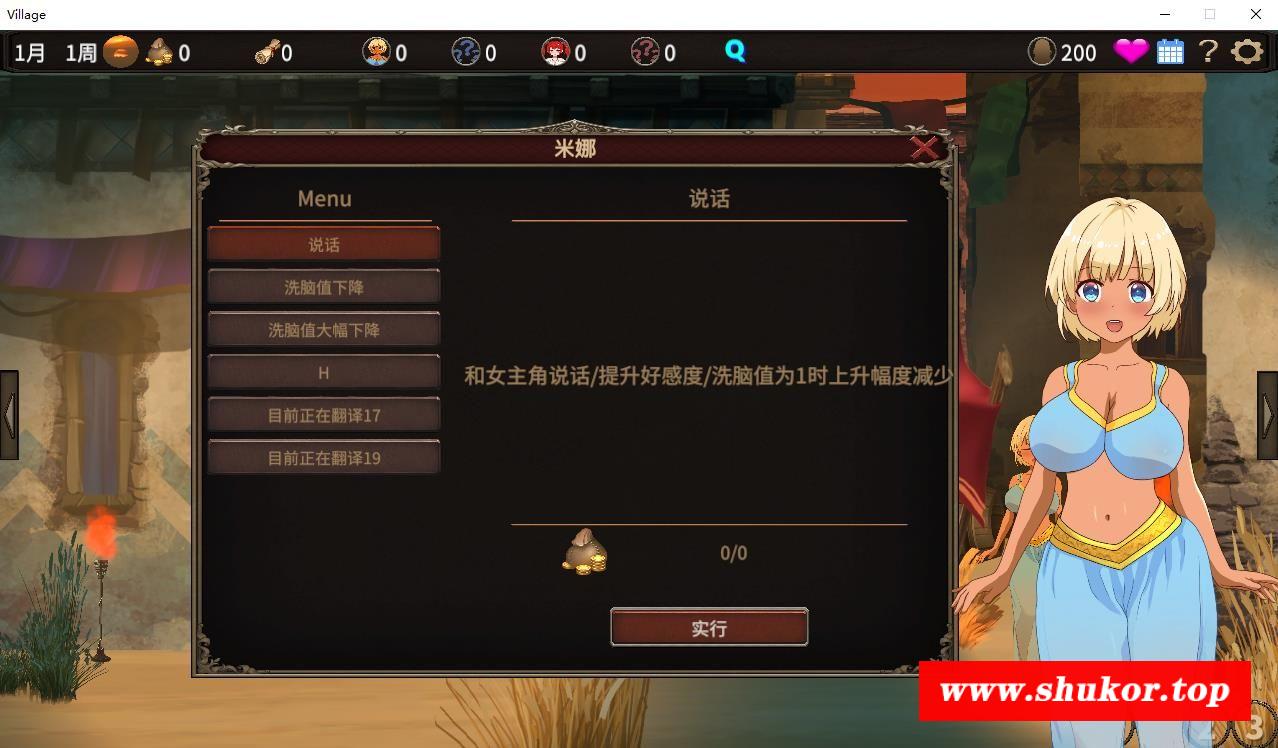 Village
1月 1周 0 0 0 0 0 0 Q 200 ?
米娜
Menu
说话
说话
洗脑值下降
洗脑值大幅下降
H
目前正在翻译17
目前正在翻译19
和女主角说话/提升好感度/洗脑值为1时上升幅度减少
0/0
实行
www.shukor.top
2 3